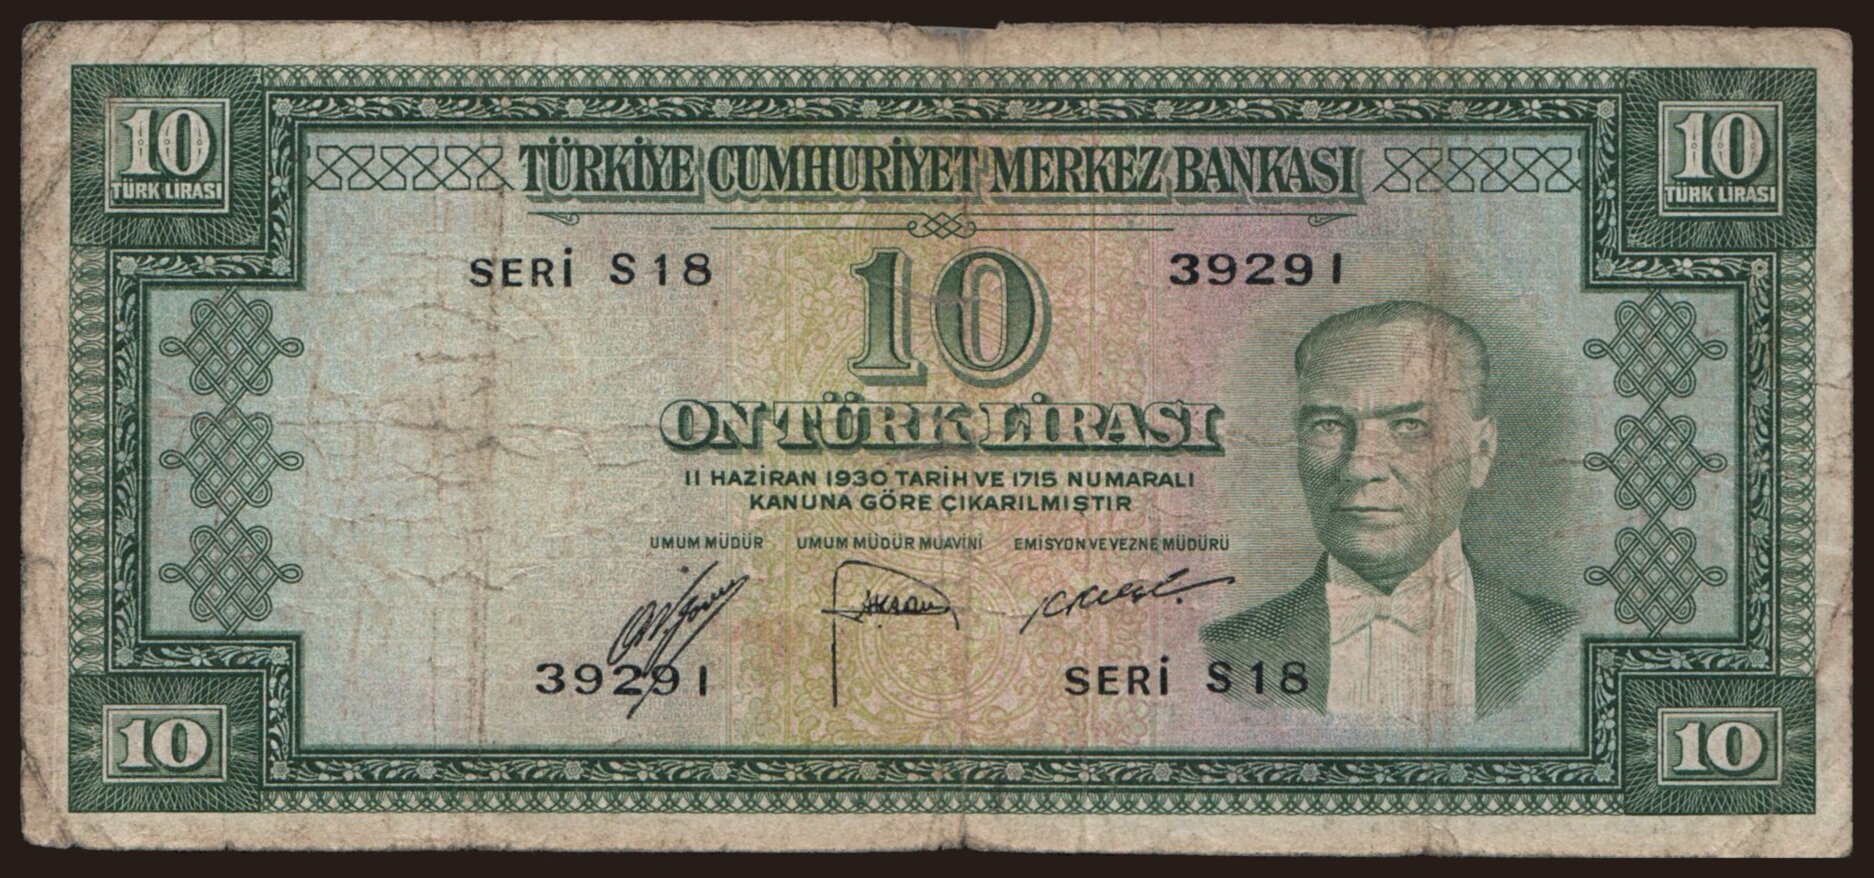 10
TÜRK LİRASI
10
TÜRK LİRASI
TÜRKİYE CUMHURİYET MERKEZ BANKASI
SERİ S18
39291
10
ON TÜRK LİRASI
11 HAZİRAN 1930 TARİH VE 1715 NUMARALI
KANUNA GÖRE ÇIKARILMIŞTIR
UMUM MÜDÜR UMUM MÜDÜR MUAVİNİ EMİSYON VE VEZNE MÜDÜRÜ
39291
SERİ S18
10
10